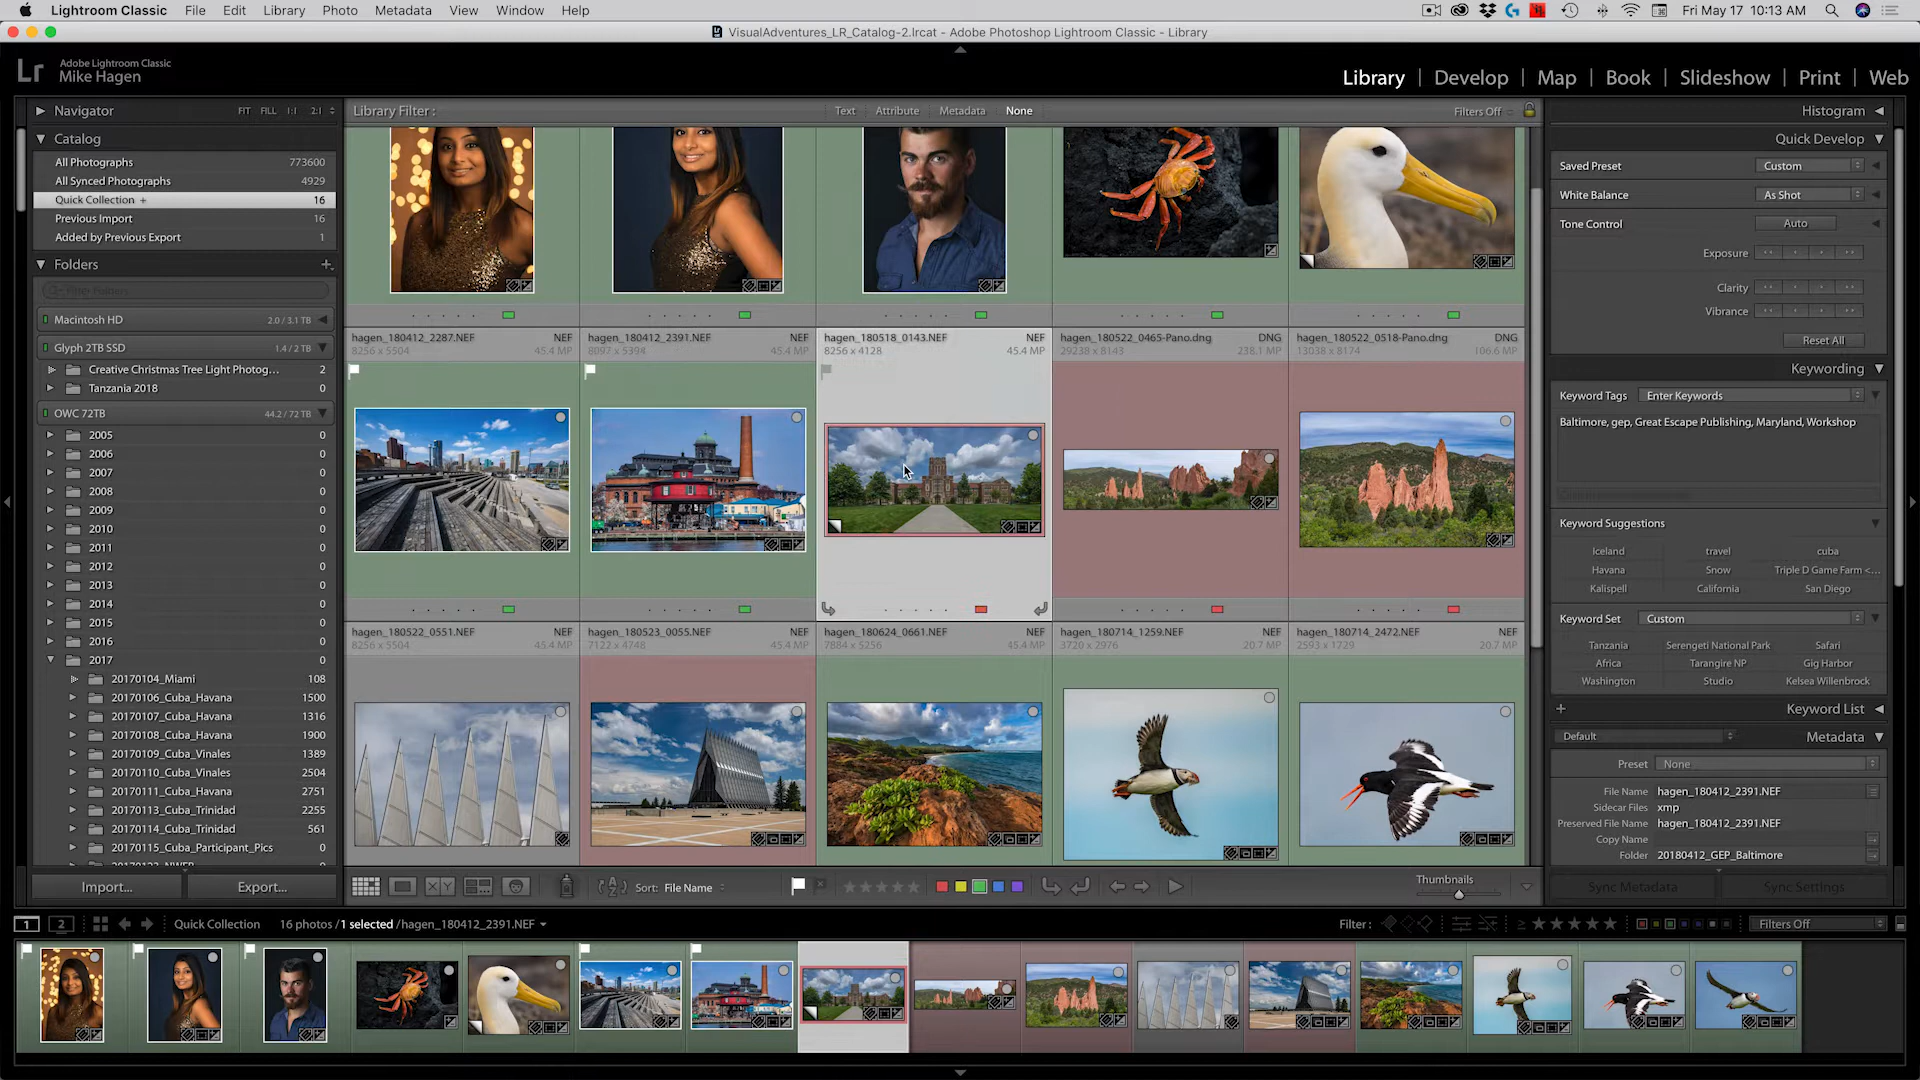 Lightroom Classic File Edit Library Photo Metadata View Window Help
Fri May 17 10:13 AM
VisualAdventures_LR_Catalog-2.lrcat - Adobe Photoshop Lightroom Classic - Library
Lr
Adobe Lightroom Classic
Mike Hagen
Library | Develop | Map | Book | Slideshow | Print | Web
Navigator FIT FILL 1:1 2:1
Catalog
All Photographs 773600
All Synced Photographs 4929
Quick Collection + 16
Previous Import 16
Added by Previous Export 1
Folders +
Filter Folders
Macintosh HD 2.0 / 3.1 TB
Glyph 2TB SSD 1.4 / 2 TB
Creative Christmas Tree Light Photog... 2
Tanzania 2018 0
OWC 72TB 44.2 / 72 TB
2005 0
2006 0
2007 0
2008 0
2009 0
2010 0
2011 0
2012 0
2013 0
2014 0
2015 0
2016 0
2017 0
20170104_Miami 108
20170106_Cuba_Havana 1500
20170107_Cuba_Havana 1316
20170108_Cuba_Havana 1900
20170109_Cuba_Vinales 1389
20170110_Cuba_Vinales 2504
20170111_Cuba_Havana 2751
20170113_Cuba_Trinidad 2255
20170114_Cuba_Trinidad 561
20170115_Cuba_Participant_Pics 0
Import... Export...
Library Filter : Text Attribute Metadata None Filters Off
hagen_180412_2287.NEF NEF
8256 x 5504 45.4 MP
hagen_180412_2391.NEF NEF
8097 x 5394 45.4 MP
hagen_180518_0143.NEF NEF
8256 x 4128 45.4 MP
hagen_180522_0465-Pano.dng DNG
29238 x 8143 238.1 MP
hagen_180522_0518-Pano.dng DNG
13038 x 8174 106.6 MP
hagen_180522_0551.NEF NEF
8256 x 5504 45.4 MP
hagen_180523_0055.NEF NEF
7122 x 4748 45.4 MP
hagen_180624_0661.NEF NEF
7884 x 5256 45.4 MP
hagen_180714_1259.NEF NEF
3720 x 2976 20.7 MP
hagen_180714_2472.NEF NEF
2593 x 1729 20.7 MP
XY Sort: File Name Thumbnails
Histogram
Quick Develop
Saved Preset Custom
White Balance As Shot
Tone Control Auto
Exposure
Clarity
Vibrance
Reset All
Keywording
Keyword Tags Enter Keywords
Baltimore, gep, Great Escape Publishing, Maryland, Workshop
Keyword Suggestions
Iceland travel cuba
Havana Snow Triple D Game Farm <...
Kalispell California San Diego
Keyword Set Custom
Tanzania Serengeti National Park Safari
Africa Tarangire NP Gig Harbor
Washington Studio Kelsea Willenbrock
+ Keyword List
Default Metadata
Preset None
File Name hagen_180412_2391.NEF
Sidecar Files xmp
Preserved File Name hagen_180412_2391.NEF
Copy Name
Folder 20180412_GEP_Baltimore
Sync Metadata Sync Settings
1 2 Quick Collection 16 photos / 1 selected / hagen_180412_2391.NEF Filter : Filters Off